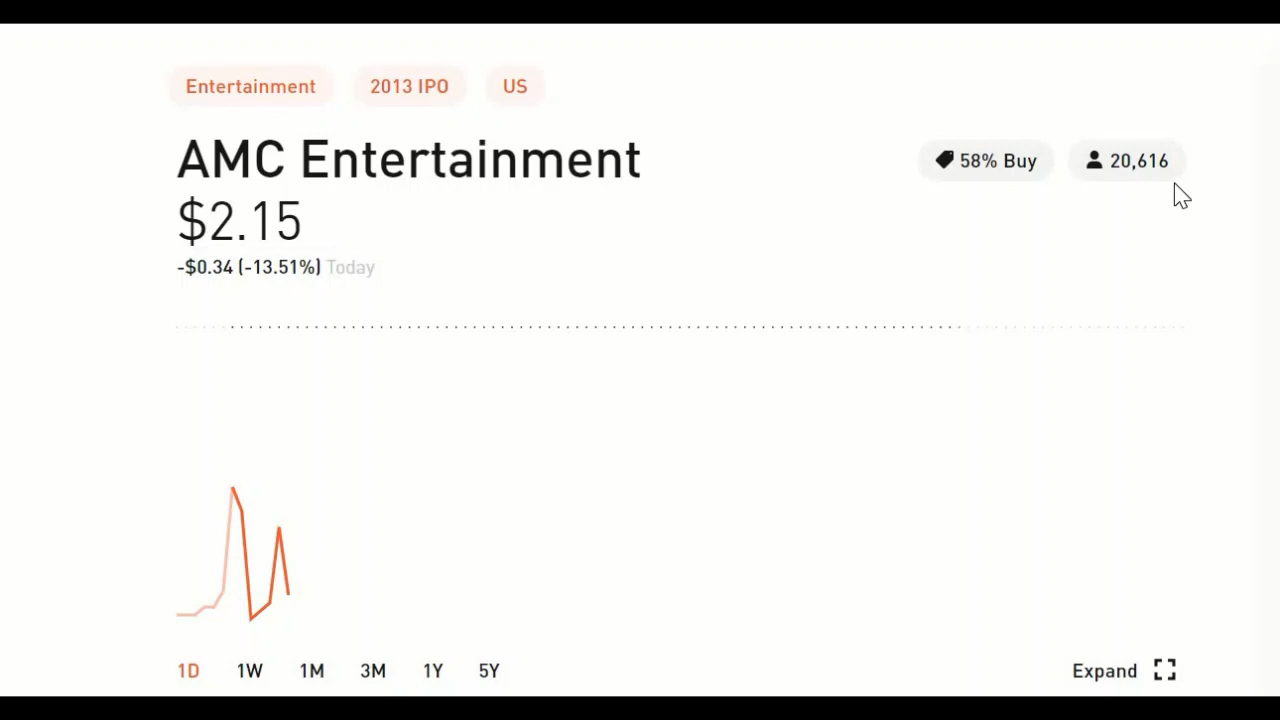 Entertainment 2013 IPO US
AMC Entertainment 58% Buy 20,616
$2.15
-$0.34 (-13.51%) Today
1D 1W 1M 3M 1Y 5Y Expand